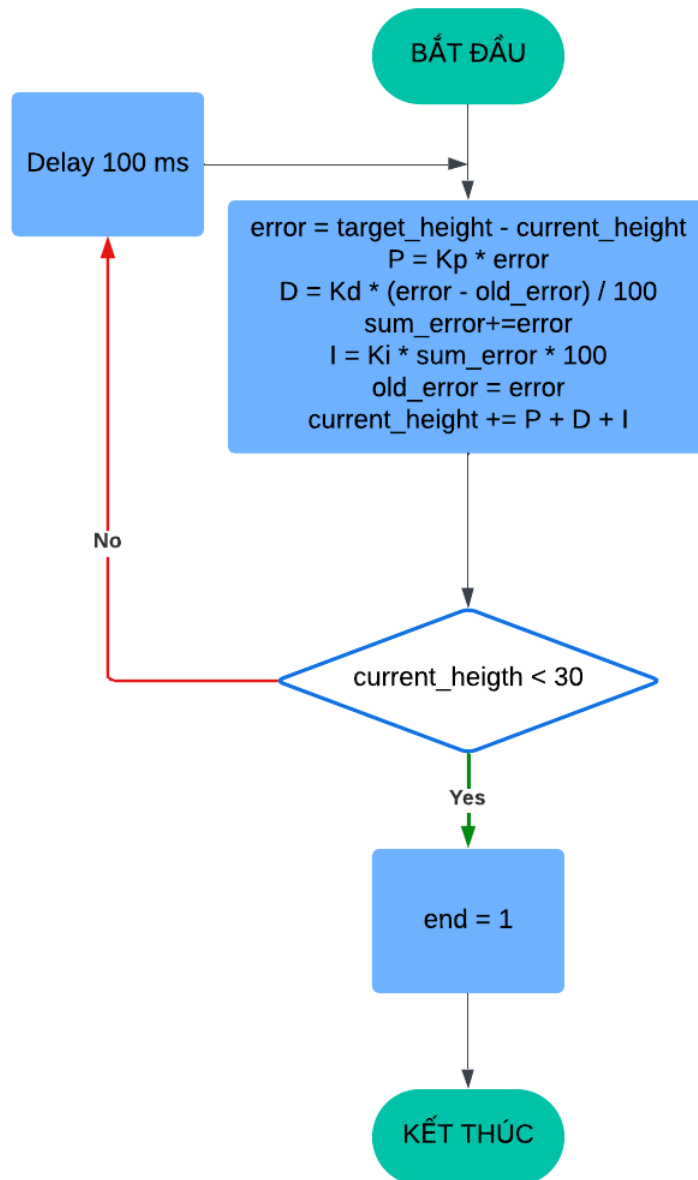 BẮT ĐẦU
Delay 100 ms
error = target_height - current_height
P = Kp * error
D = Kd * (error - old_error) / 100
sum_error+=error
I = Ki * sum_error * 100
old_error = error
current_height += P + D + I
No
current_heigth < 30
Yes
end = 1
KẾT THÚC